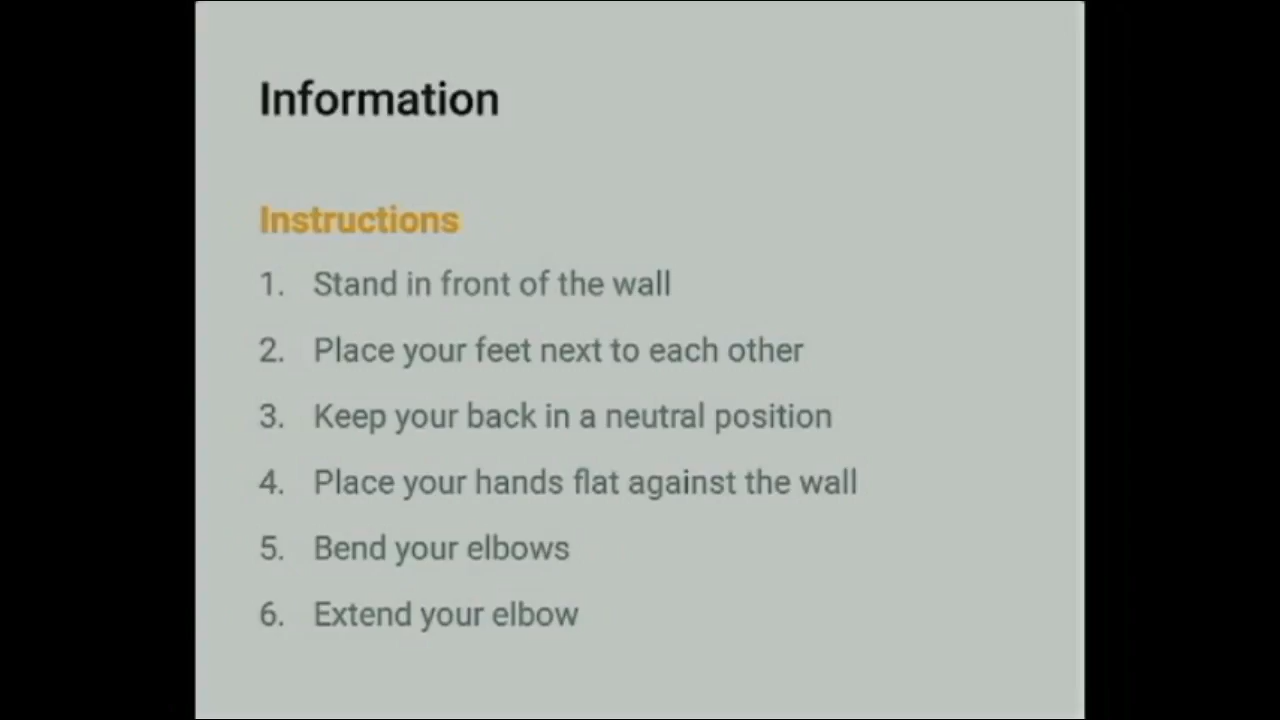 Information
Instructions
1. Stand in front of the wall
2. Place your feet next to each other
3. Keep your back in a neutral position
4. Place your hands flat against the wall
5. Bend your elbows
6. Extend your elbow